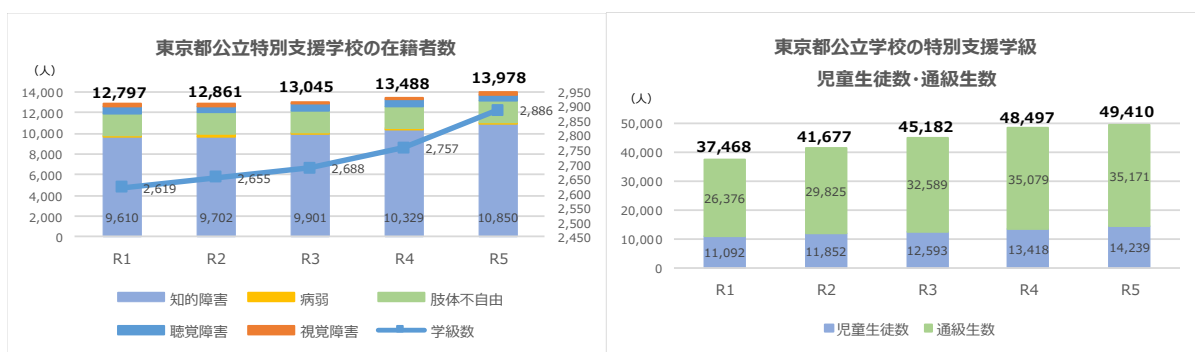 東京都公立特別支援学校の在籍者数
（人）
12,797 12,861 13,045 13,488 13,978
14,000 2,950
12,000 2,900
10,000 2,850
8,000 2,800
6,000 2,750
4,000 2,700
2,000 2,650
0 2,600
2,550
2,500
2,450
2,619 2,655 2,688 2,757 2,886
9,610 9,702 9,901 10,329 10,850
R1 R2 R3 R4 R5
知的障害 病弱 肢体不自由
聴覚障害 視覚障害 学級数
東京都公立学校の特別支援学級
児童生徒数・通級生数
（人）
37,468 41,677 45,182 48,497 49,410
50,000
40,000
30,000
20,000
10,000
0
26,376 29,825 32,589 35,079 35,171
11,092 11,852 12,593 13,418 14,239
R1 R2 R3 R4 R5
児童生徒数 通級生数